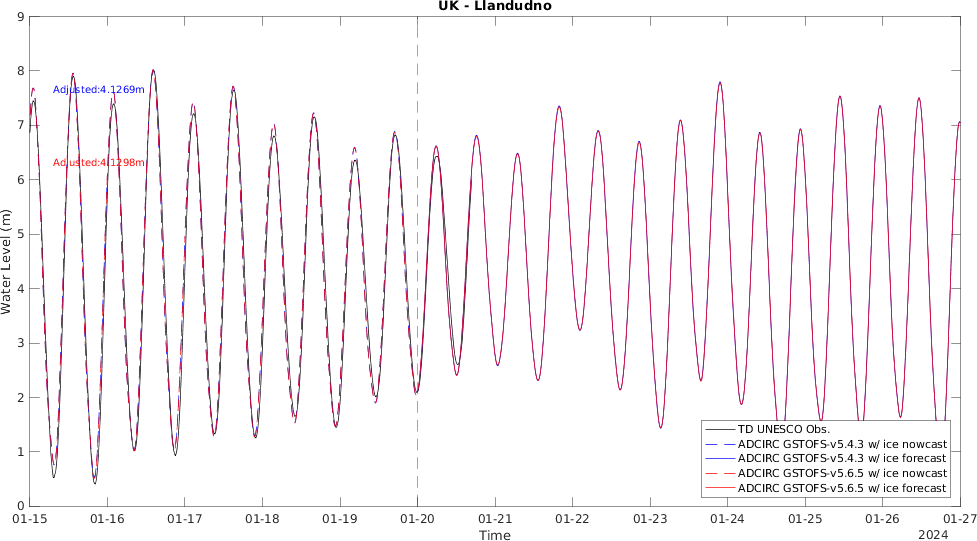 UK - Llandudno
9
8
7
6
5
4
3
2
1
0
Water Level (m)
Adjusted:4.1269m
Adjusted:4.1298m
TD UNESCO Obs.
ADCIRC GSTOFS-v5.4.3 w/ ice nowcast
ADCIRC GSTOFS-v5.4.3 w/ ice forecast
ADCIRC GSTOFS-v5.6.5 w/ ice nowcast
ADCIRC GSTOFS-v5.6.5 w/ ice forecast
01-15 01-16 01-17 01-18 01-19 01-20 01-21 01-22 01-23 01-24 01-25 01-26 01-27
Time
2024